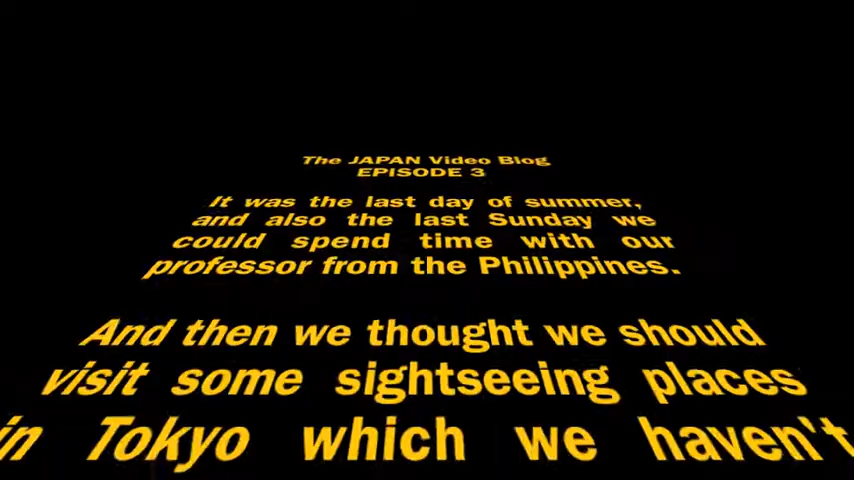 The JAPAN Video Blog
EPISODE 3
It was the last day of summer,
and also the last Sunday we
could spend time with our
professor from the Philippines.
And then we thought we should
visit some sightseeing places
in Tokyo which we haven't